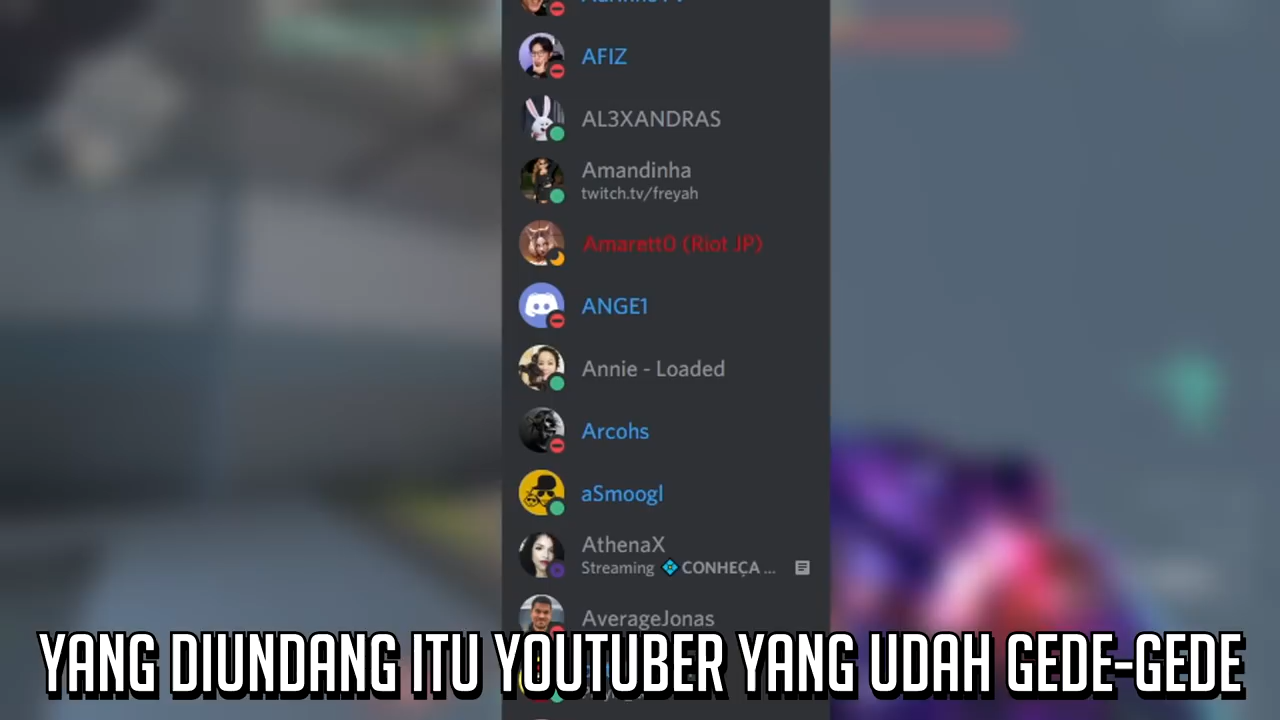 AFIZ
AL3XANDRAS
Amandinha
twitch.tv/freyah
Amarett0 (Riot JP)
ANGE1
Annie - Loaded
Arcohs
aSmoogl
AthenaX
Streaming CONHEÇA ...
AverageJonas
YANG DIUNDANG ITU YOUTUBER YANG UDAH GEDE-GEDE